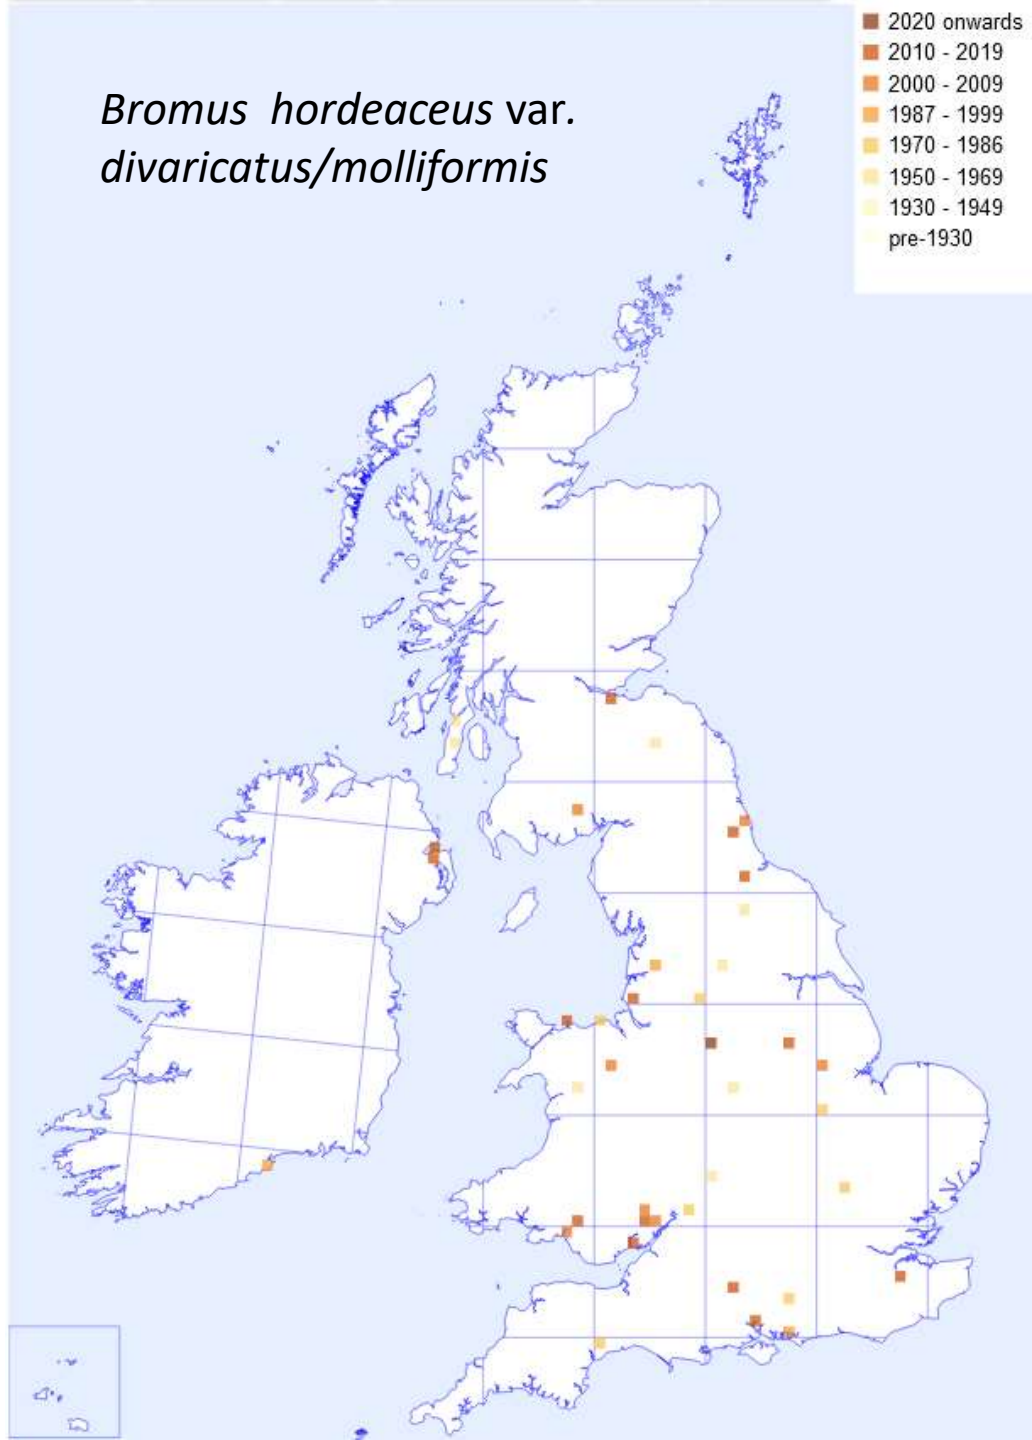 Bromus hordeaceus var.
divaricatus/molliformis
2020 onwards
2010 - 2019
2000 - 2009
1987 - 1999
1970 - 1986
1950 - 1969
1930 - 1949
pre-1930